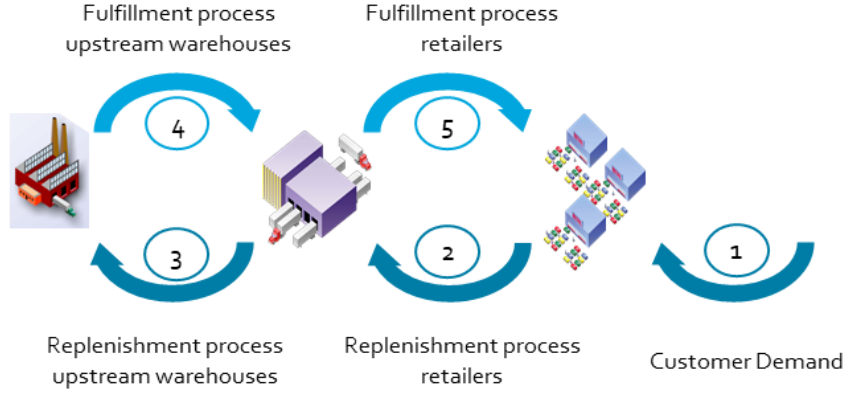 Fulfillment process
upstream warehouses
Fulfillment process
retailers
4
5
3
2
1
Replenishment process
upstream warehouses
Replenishment process
retailers
Customer Demand